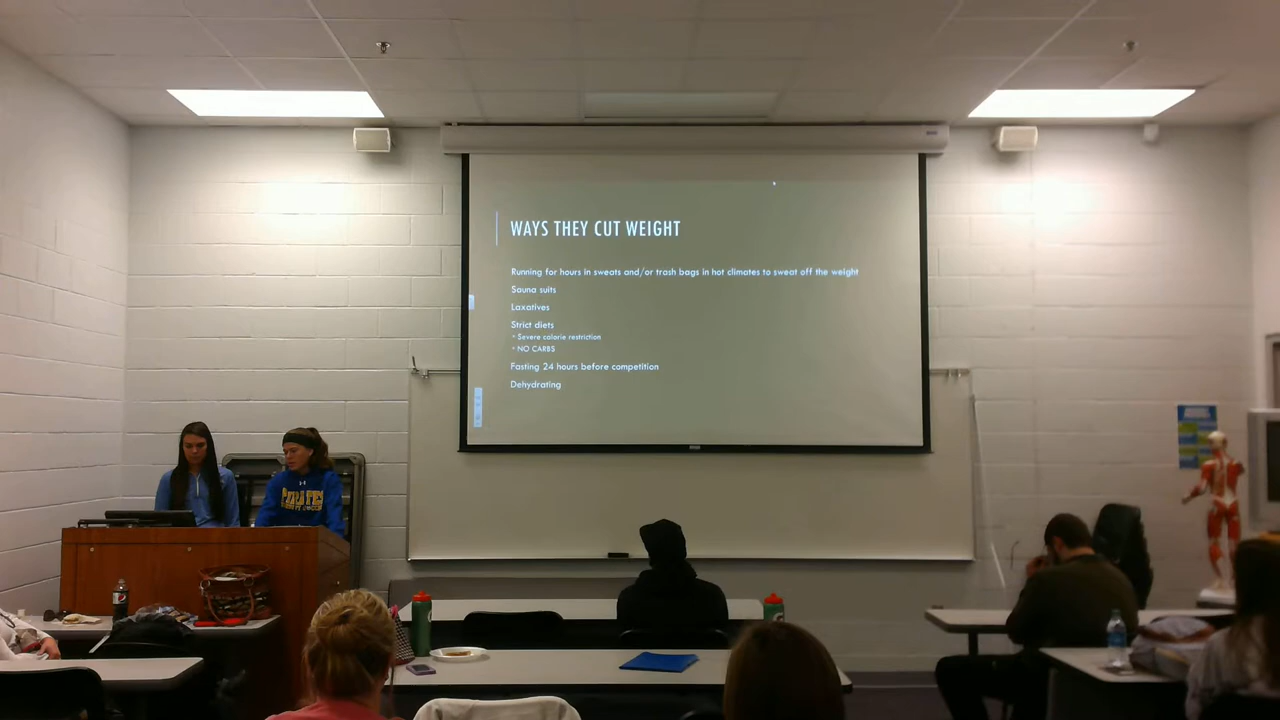 WAYS THEY CUT WEIGHT
Running for hours in sweats and/or trash bags in hot climates to sweat off the weight
Sauna suits
Laxatives
Strict diets
Severe calorie restriction
NO CARBS
Fasting 24 hours before competition
Dehydrating
PIRATES